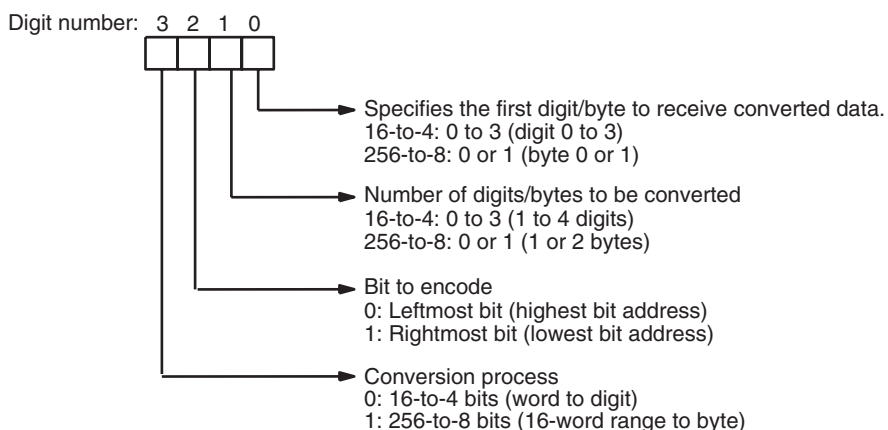 Digit number: 3 2 1 0
Specifies the first digit/byte to receive converted data.
16-to-4: 0 to 3 (digit 0 to 3)
256-to-8: 0 or 1 (byte 0 or 1)
Number of digits/bytes to be converted
16-to-4: 0 to 3 (1 to 4 digits)
256-to-8: 0 or 1 (1 or 2 bytes)
Bit to encode
0: Leftmost bit (highest bit address)
1: Rightmost bit (lowest bit address)
Conversion process
0: 16-to-4 bits (word to digit)
1: 256-to-8 bits (16-word range to byte)